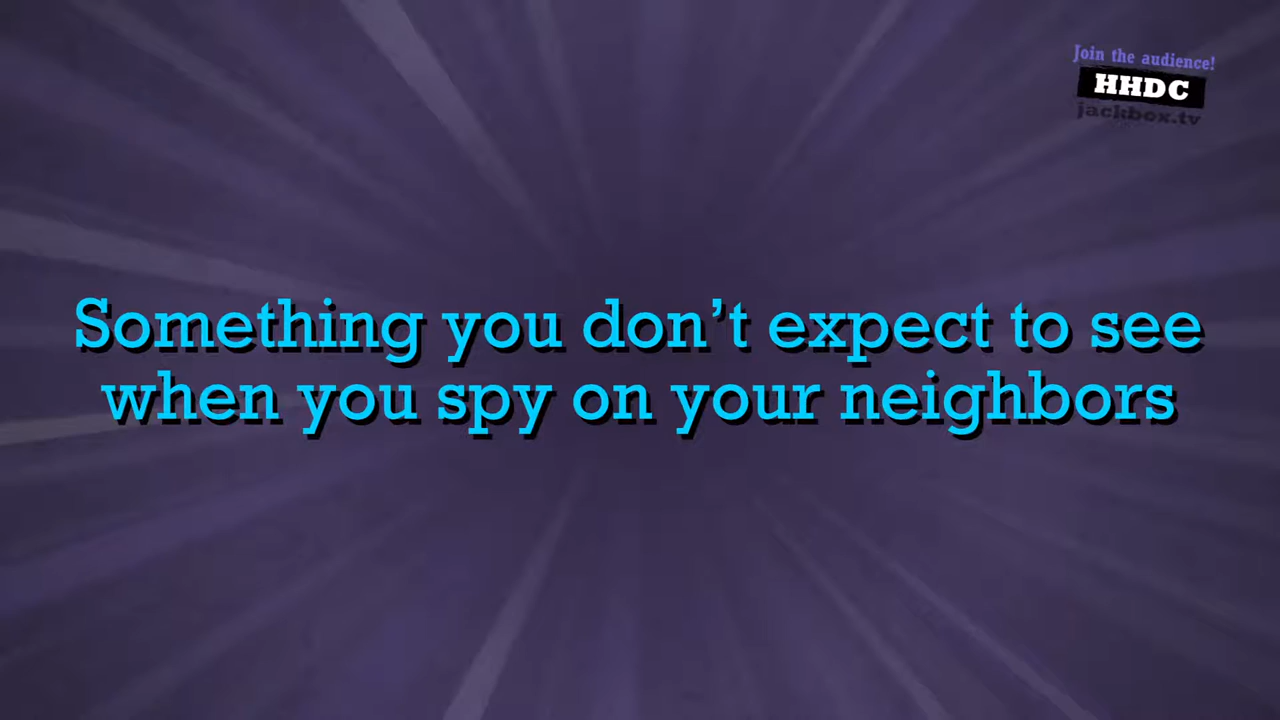 Join the audience!
HHDC
jackbox.tv
Something you don't expect to see
when you spy on your neighbors